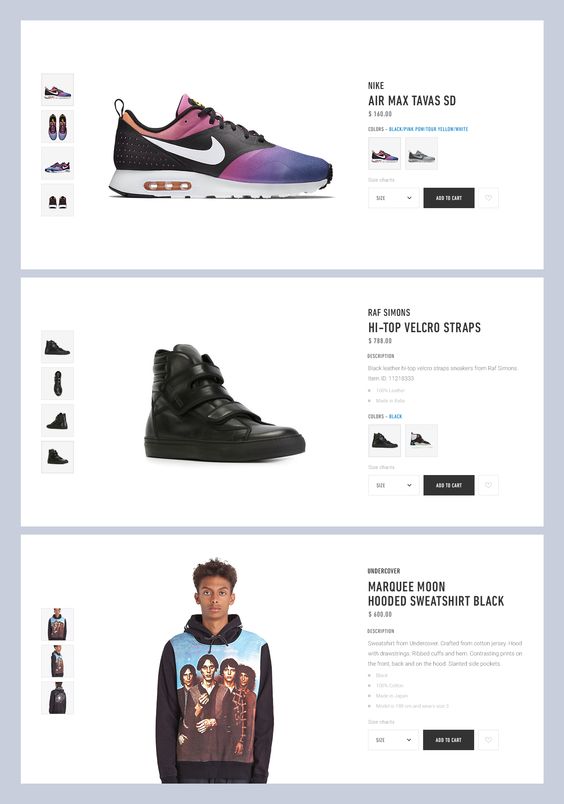 NIKE
AIR MAX TAVAS SD
$ 160.00
COLORS – BLACK/PINK POW/TOUR YELLOW/WHITE
Size charts
SIZE
ADD TO CART
RAF SIMONS
HI-TOP VELCRO STRAPS
$ 788.00
DESCRIPTION
Black leather hi-top velcro straps sneakers from Raf Simons
Item ID: 11218333
100% Leather
Made in Italia
COLORS – BLACK
Size charts
SIZE
ADD TO CART
UNDERCOVER
MARQUEE MOON
HOODED SWEATSHIRT BLACK
$ 600.00
DESCRIPTION
Sweatshirt from Undercover. Crafted from cotton jersey. Hood
with drawstrings. Ribbed cuffs and hem. Contrasting prints on
the front, back and on the hood. Slanted side pockets.
Black
100% Cotton
Made in Japan
Model is 189 cm and wears size 3
Size charts
SIZE
ADD TO CART